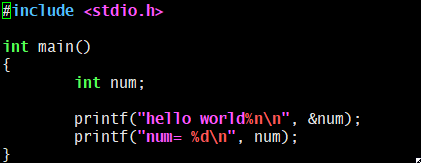 #include <stdio.h>
int main()
{
        int num;
        printf("hello world%n\n", &num);
        printf("num= %d\n", num);
}